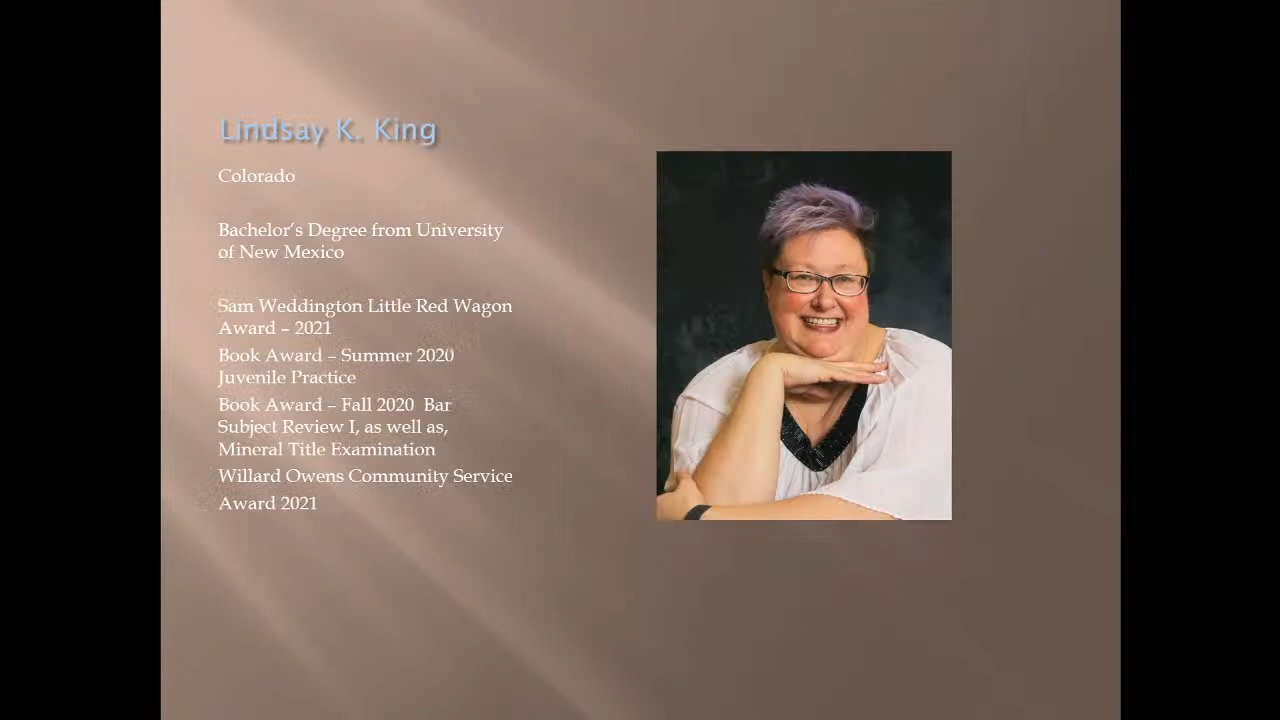 Lindsay K. King
Colorado
Bachelor’s Degree from University
of New Mexico
Sam Weddington Little Red Wagon
Award – 2021
Book Award – Summer 2020
Juvenile Practice
Book Award – Fall 2020  Bar
Subject Review I, as well as,
Mineral Title Examination
Willard Owens Community Service
Award 2021